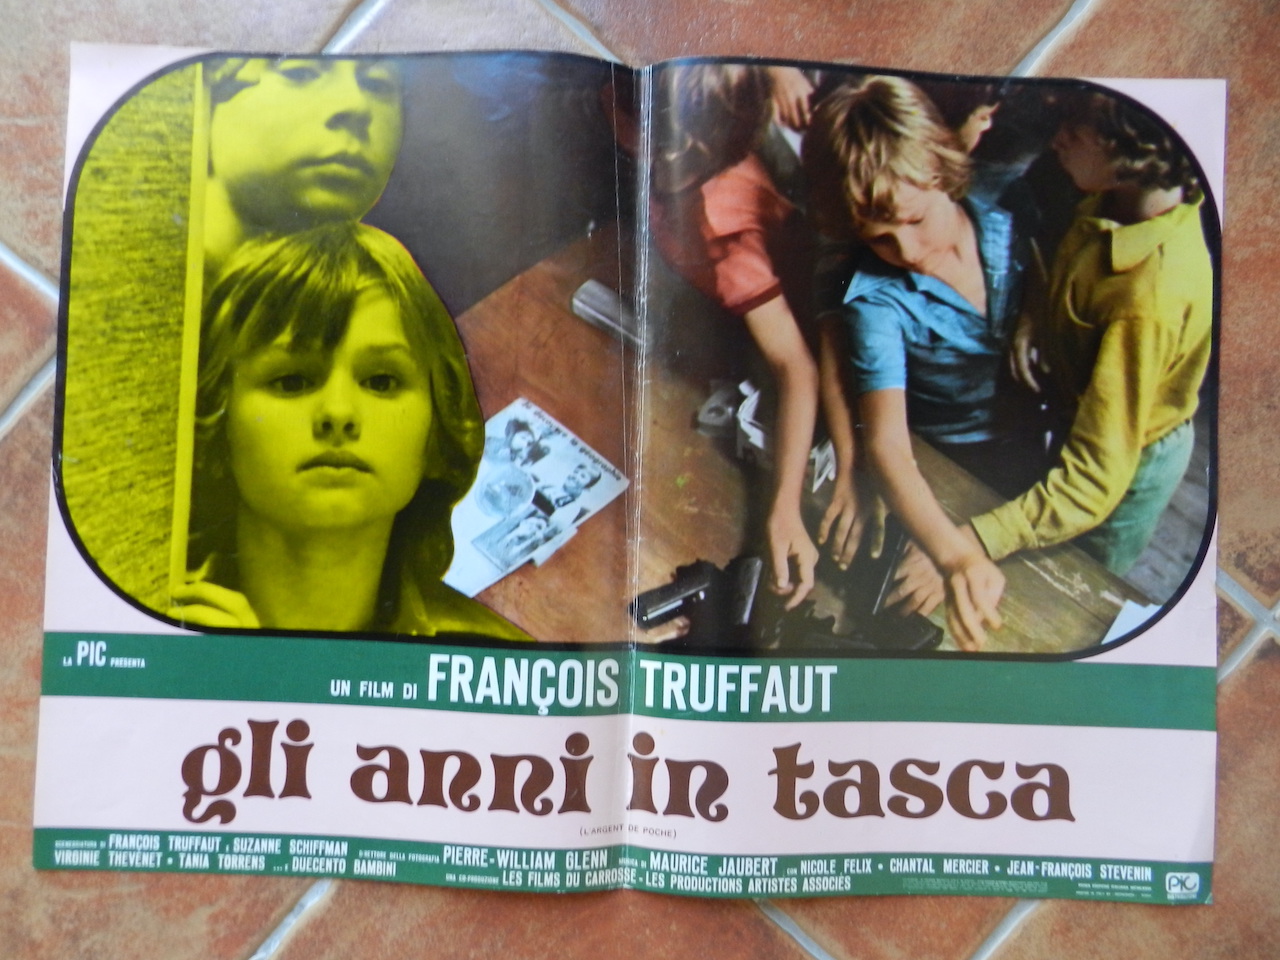 LA PIC PRESENTA
UN FILM DI FRANÇOIS TRUFFAUT
gli anni in tasca
(L'ARGENT DE POCHE)
SCENEGGIATURA DI FRANÇOIS TRUFFAUT E SUZANNE SCHIFFMAN DIRETTORE DELLA FOTOGRAFIA PIERRE-WILLIAM GLENN MUSICA DI MAURICE JAUBERT CON NICOLE FELIX • CHANTAL MERCIER • JEAN-FRANÇOIS STEVENIN
VIRGINIE THEVENET • TANIA TORRENS ... E DUECENTO BAMBINI UNA CO-PRODUZIONE LES FILMS DU CARROSSE-LES PRODUCTIONS ARTISTES ASSOCIÉS
PIC